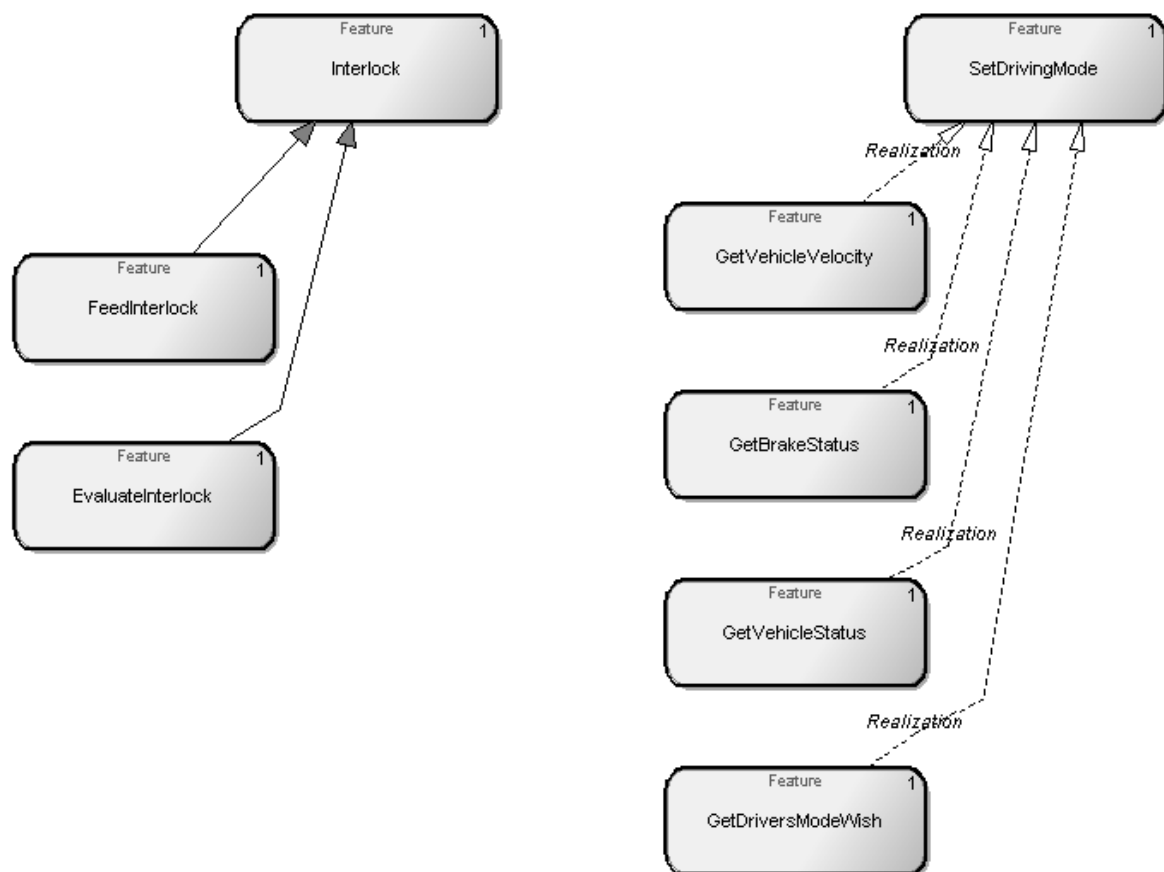 Feature 1
Interlock
Feature 1
FeedInterlock
Feature 1
EvaluateInterlock
Feature 1
SetDrivingMode
Realization
Feature 1
GetVehicleVelocity
Realization
Feature 1
GetBrakeStatus
Realization
Feature 1
GetVehicleStatus
Realization
Feature 1
GetDriversModeWish